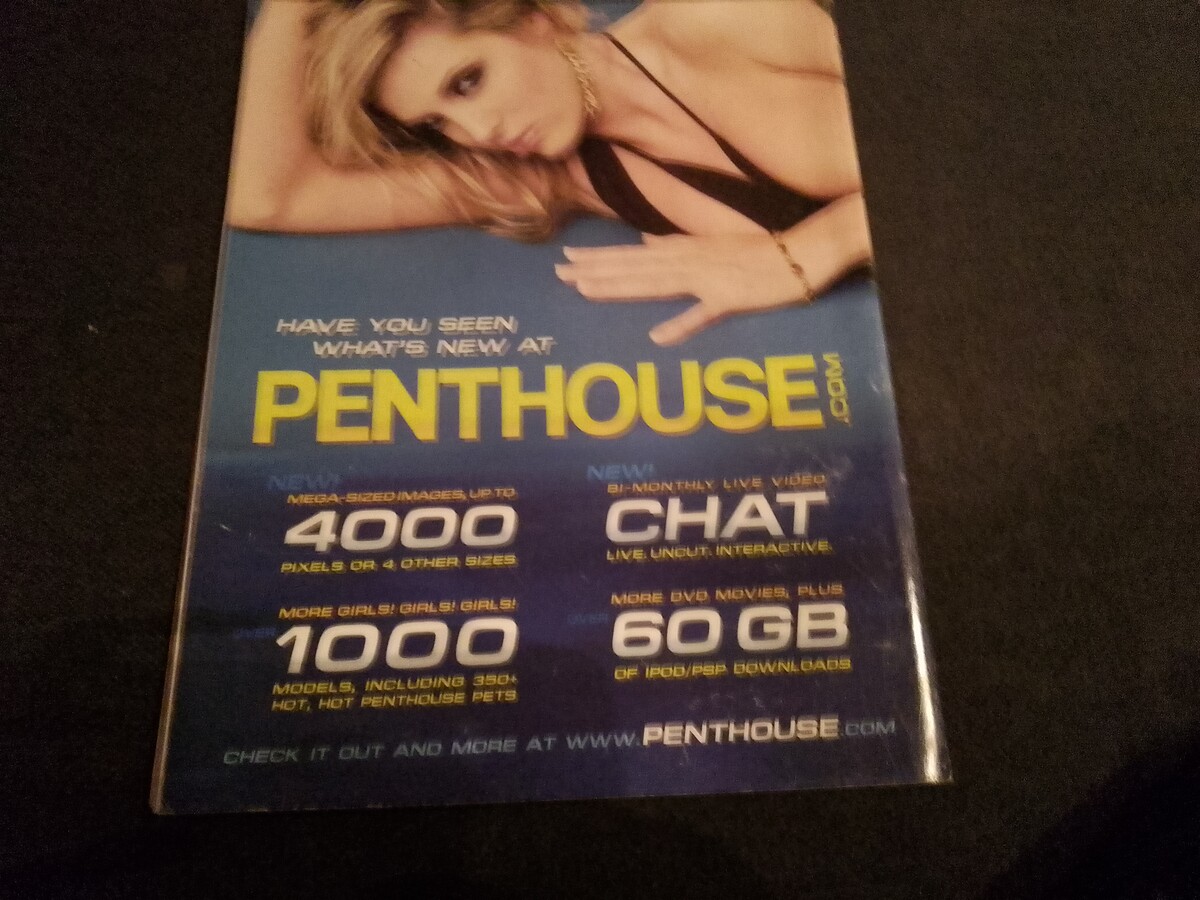 HAVE YOU SEEN
WHAT'S NEW AT
PENTHOUSE.COM
NEW!
MEGA-SIZED IMAGES, UP TO
4000
PIXELS OR 4 OTHER SIZES
NEW!
BI-MONTHLY LIVE VIDEO
CHAT
LIVE. UNCUT. INTERACTIVE.
MORE GIRLS! GIRLS! GIRLS!
OVER 1000
MODELS, INCLUDING 350+
HOT, HOT PENTHOUSE PETS
MORE DVD MOVIES, PLUS
OVER 60 GB
OF IPOD/PSP DOWNLOADS
CHECK IT OUT AND MORE AT WWW.PENTHOUSE.COM